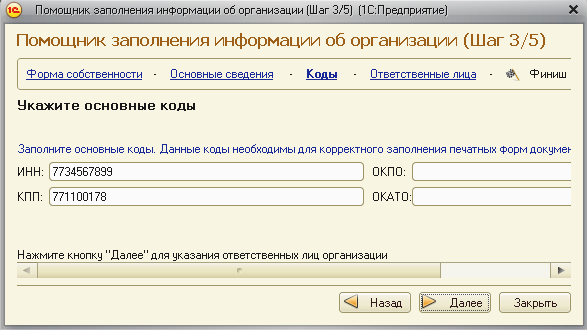 1С Помощник заполнения информации об организации (Шаг 3/5) (1С:Предприятие)
Помощник заполнения информации об организации (Шаг 3/5)
Форма собственности - Основные сведения - Коды - Ответственные лица - Финиш
Укажите основные коды
Заполните основные коды. Данные коды необходимы для корректного заполнения печатных форм докумен
ИНН: 7734567899 ОКПО:
КПП: 771100178 ОКАТО:
Нажмите кнопку "Далее" для указания ответственных лиц организации
Назад Далее Закрыть